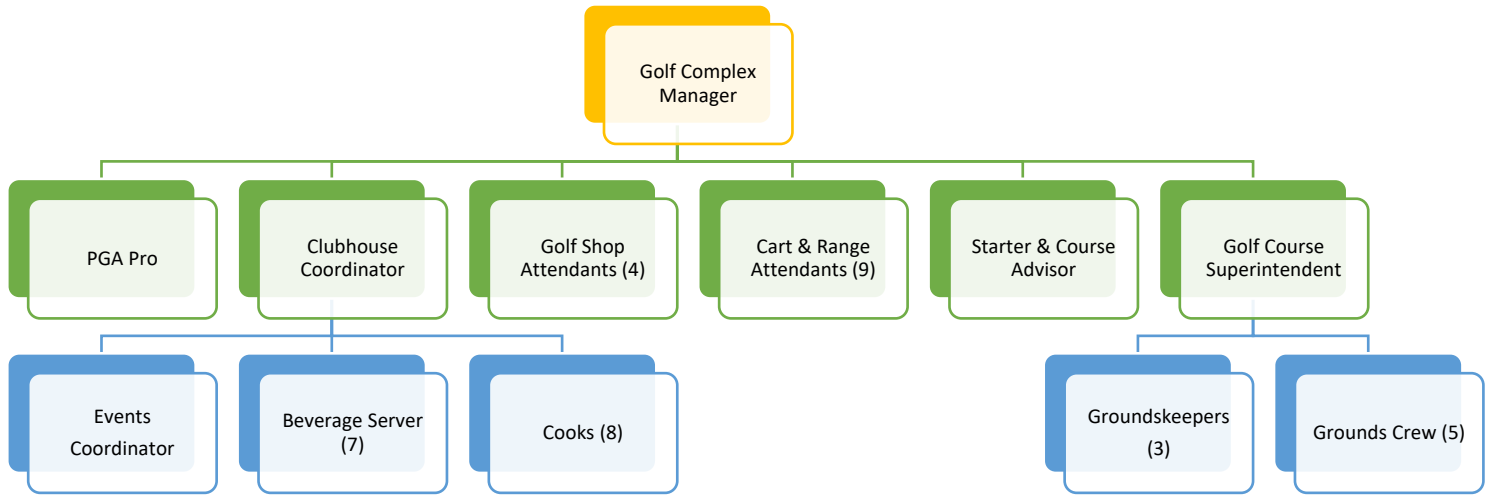 Golf Complex
Manager
PGA Pro
Clubhouse
Coordinator
Golf Shop
Attendants (4)
Cart & Range
Attendants (9)
Starter & Course
Advisor
Golf Course
Superintendent
Events
Coordinator
Beverage Server
(7)
Cooks (8)
Groundskeepers
(3)
Grounds Crew (5)